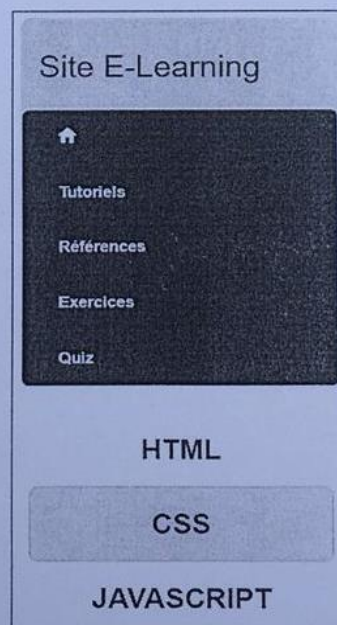 Site E-Learning
Tutoriels
Références
Exercices
Quiz
HTML
CSS
JAVASCRIPT